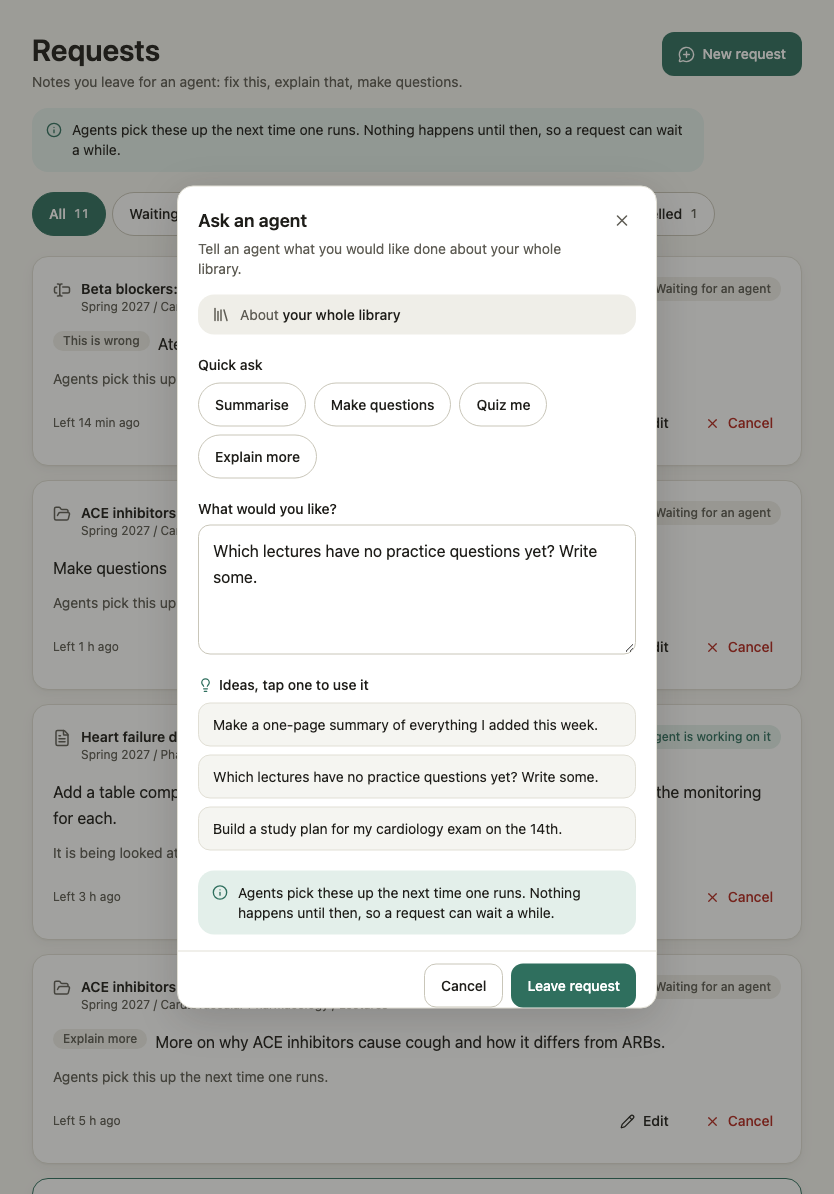 Requests
New request
Notes you leave for an agent: fix this, explain that, make questions.
Agents pick these up the next time one runs. Nothing happens until then, so a request can wait
a while.
All 11
Waiting
1
Ask an agent
Tell an agent what you would like done about your whole
library.
About your whole library
Quick ask
Summarise
Make questions
Quiz me
Explain more
What would you like?
Which lectures have no practice questions yet? Write
some.
Ideas, tap one to use it
Make a one-page summary of everything I added this week.
Which lectures have no practice questions yet? Write some.
Build a study plan for my cardiology exam on the 14th.
Agents pick these up the next time one runs. Nothing
happens until then, so a request can wait a while.
Cancel
Leave request
Beta blockers:
Waiting for an agent
Spring 2027 /
This is wrong
Agents pick this up
Left 14 min ago
Cancel
ACE inhibitors
Waiting for an agent
Spring 2027 /
Make questions
Agents pick this up
Left 1 h ago
Cancel
Heart failure
is working on it
Spring 2027 /
Add a table
the monitoring
for each.
It is being looked at
Left 3 h ago
Cancel
ACE inhibitors
Waiting for an agent
Spring 2027 /
Explain more
More on why ACE inhibitors cause cough and how it differs from ARBs.
Agents pick this up the next time one runs.
Left 5 h ago
Edit
Cancel